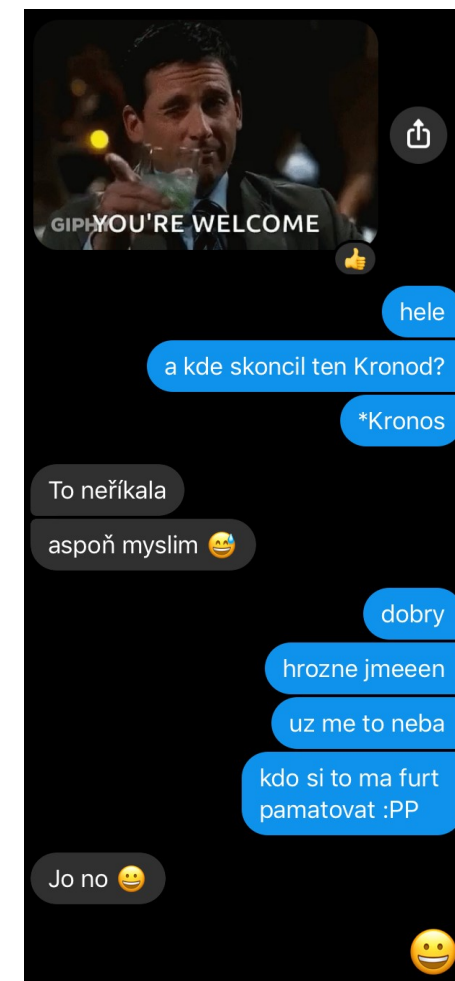 GIPHY
YOU'RE WELCOME
👍
hele
a kde skoncil ten Kronod?
*Kronos
To neříkala
aspoň myslim 😅
dobry
hrozne jmeeen
uz me to neba
kdo si to ma furt
pamatovat :PP
Jo no 😀
😀